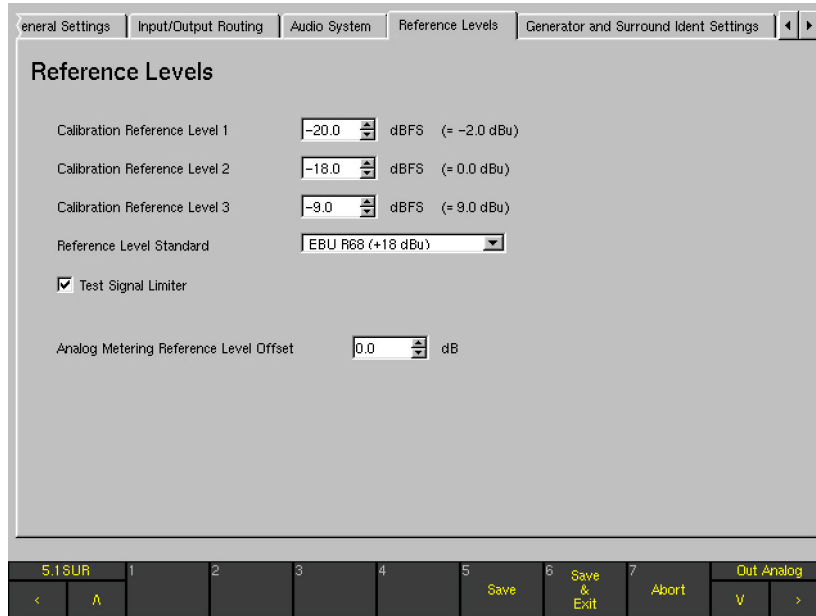 eneral Settings Input/Output Routing Audio System Reference Levels Generator and Surround Ident Settings
Reference Levels
Calibration Reference Level 1 -20.0 dBFS (= -2.0 dBu)
Calibration Reference Level 2 -18.0 dBFS (= 0.0 dBu)
Calibration Reference Level 3 -9.0 dBFS (= 9.0 dBu)
Reference Level Standard EBU R68 (+18 dBu)
Test Signal Limiter
Analog Metering Reference Level Offset 0.0 dB
5.1SUR 1 2 3 4 5 6 7 Out Analog
< Λ Save Save & Exit Abort V >